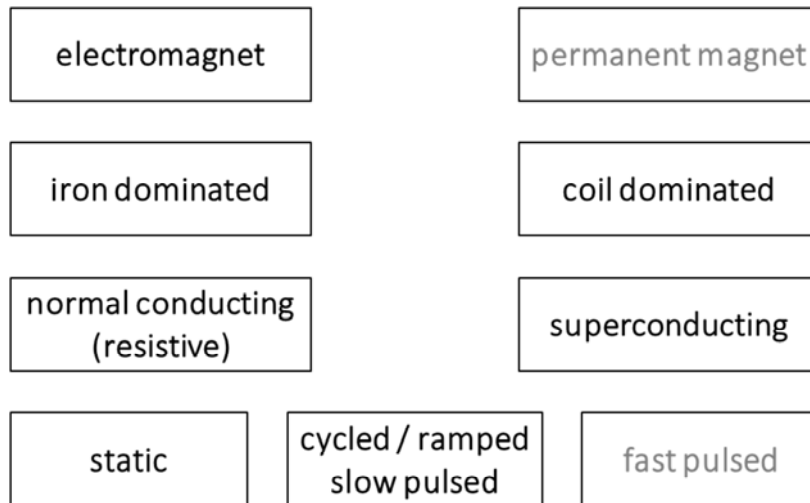 electromagnet
permanent magnet
iron dominated
coil dominated
normal conducting
(resistive)
superconducting
static
cycled / ramped
slow pulsed
fast pulsed